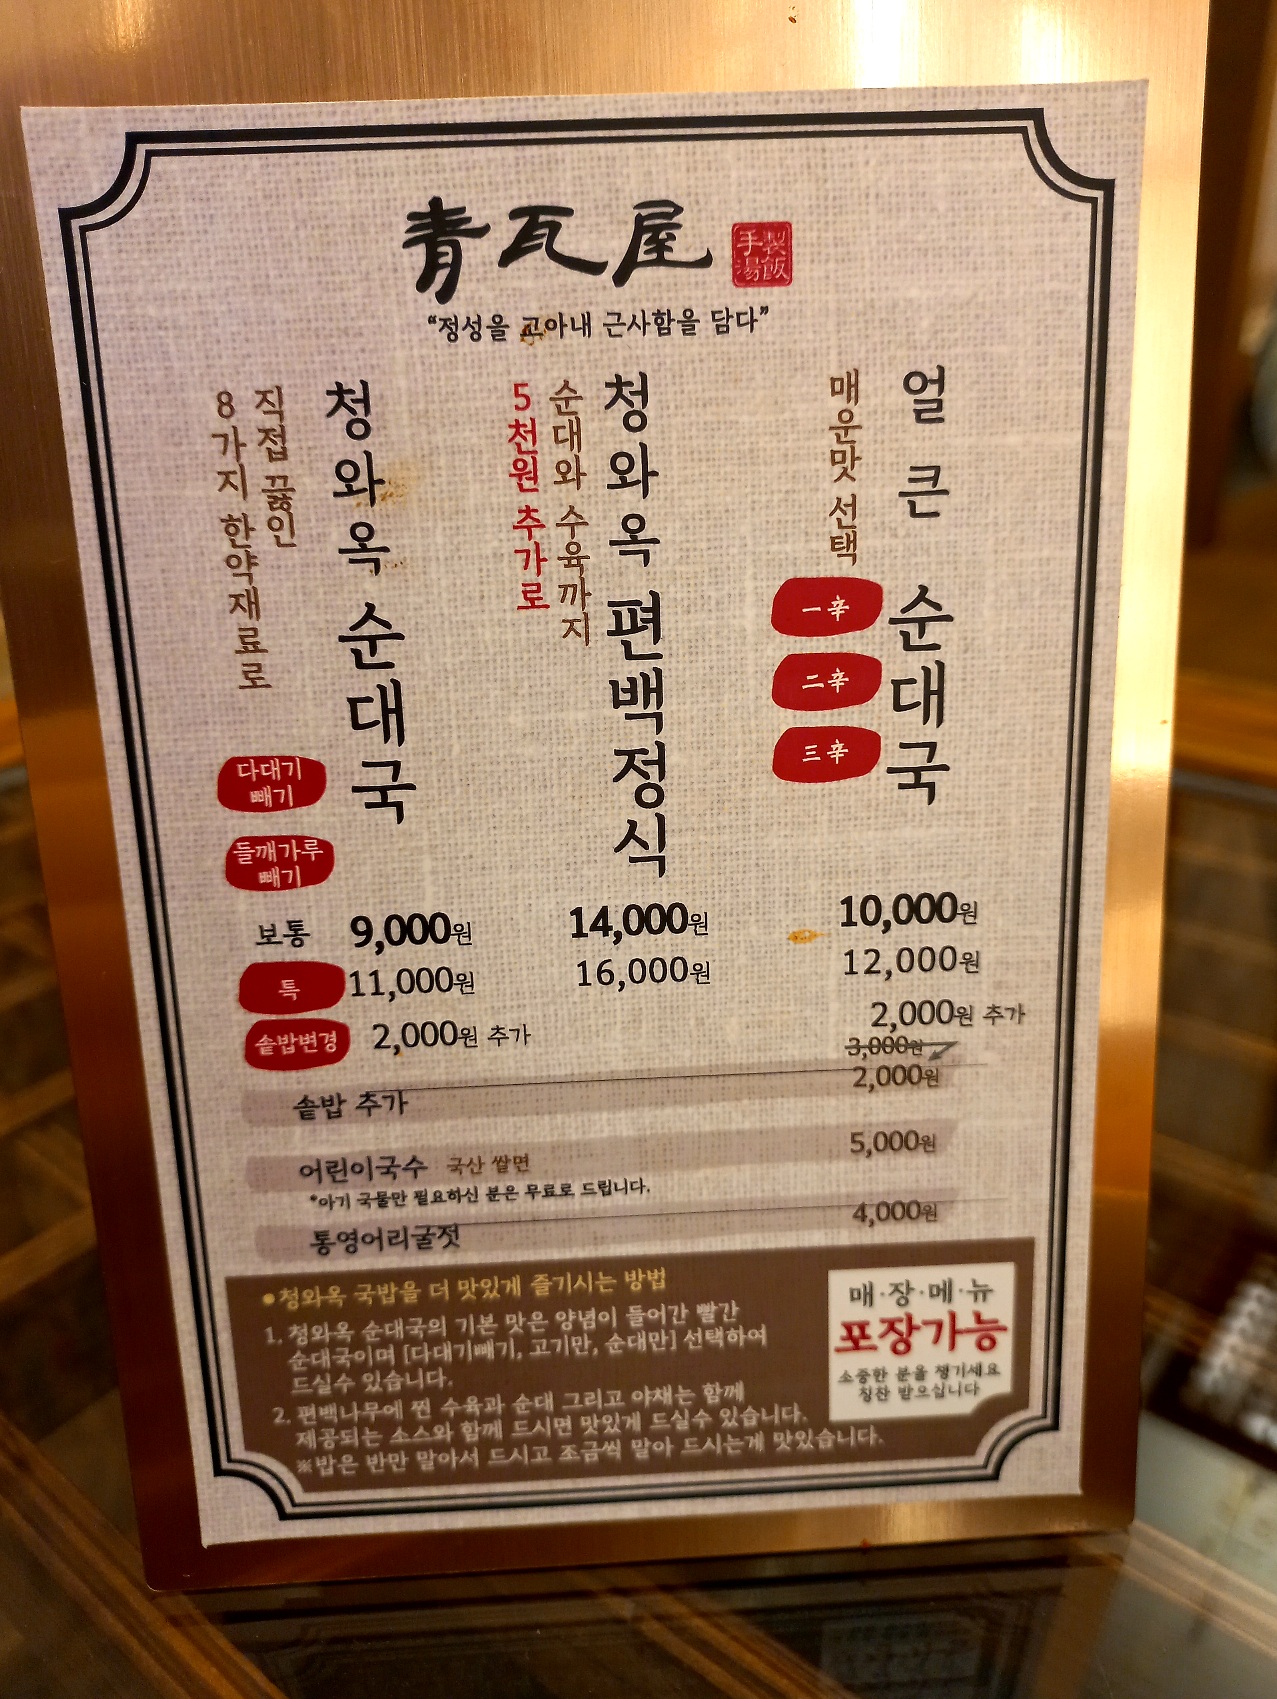 青瓦屋
手製
湯飯
“정성을 고아내 근사함을 담다”
얼큰 순대국
매운맛 선택
一辛
二辛
三辛
청와옥 편백정식
순대와 수육까지
5천원 추가로
청와옥 순대국
직접 끓인
8가지 한약재료로
다대기
빼기
들깨가루
빼기
보통 9,000원 14,000원 10,000원
특 11,000원 16,000원 12,000원
솥밥변경 2,000원 추가 2,000원 추가
3,000원
솥밥 추가 2,000원
어린이국수 국산 쌀면 5,000원
*아기 국물만 필요하신 분은 무료로 드립니다.
통영어리굴젓 4,000원
●청와옥 국밥을 더 맛있게 즐기시는 방법
1. 청와옥 순대국의 기본 맛은 양념이 들어간 빨간
순대국이며 [다대기빼기, 고기만, 순대만] 선택하여
드실수 있습니다.
2. 편백나무에 찐 수육과 순대 그리고 야채는 함께
제공되는 소스와 함께 드시면 맛있게 드실수 있습니다.
※밥은 반만 말아서 드시고 조금씩 말아 드시는게 맛있습니다.
매·장·메·뉴
포장가능
소중한 분을 챙기세요
칭찬 받으십니다